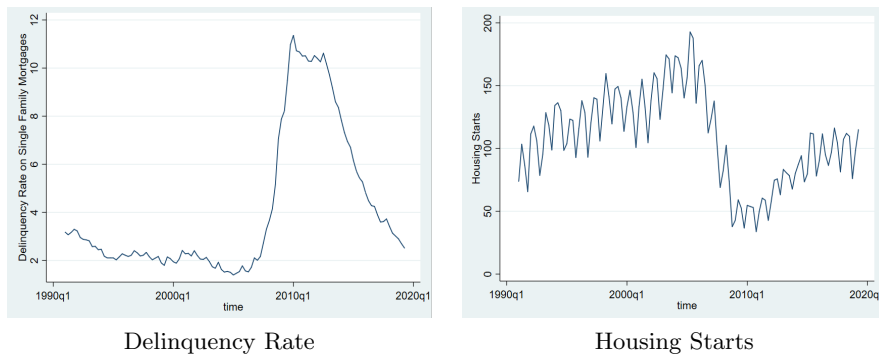 Delinquency Rate on Single Family Mortgages
12
10
8
6
4
2
1990q1 2000q1 2010q1 2020q1
time
Delinquency Rate
Housing Starts
200
150
100
50
0
1990q1 2000q1 2010q1 2020q
time
Housing Starts